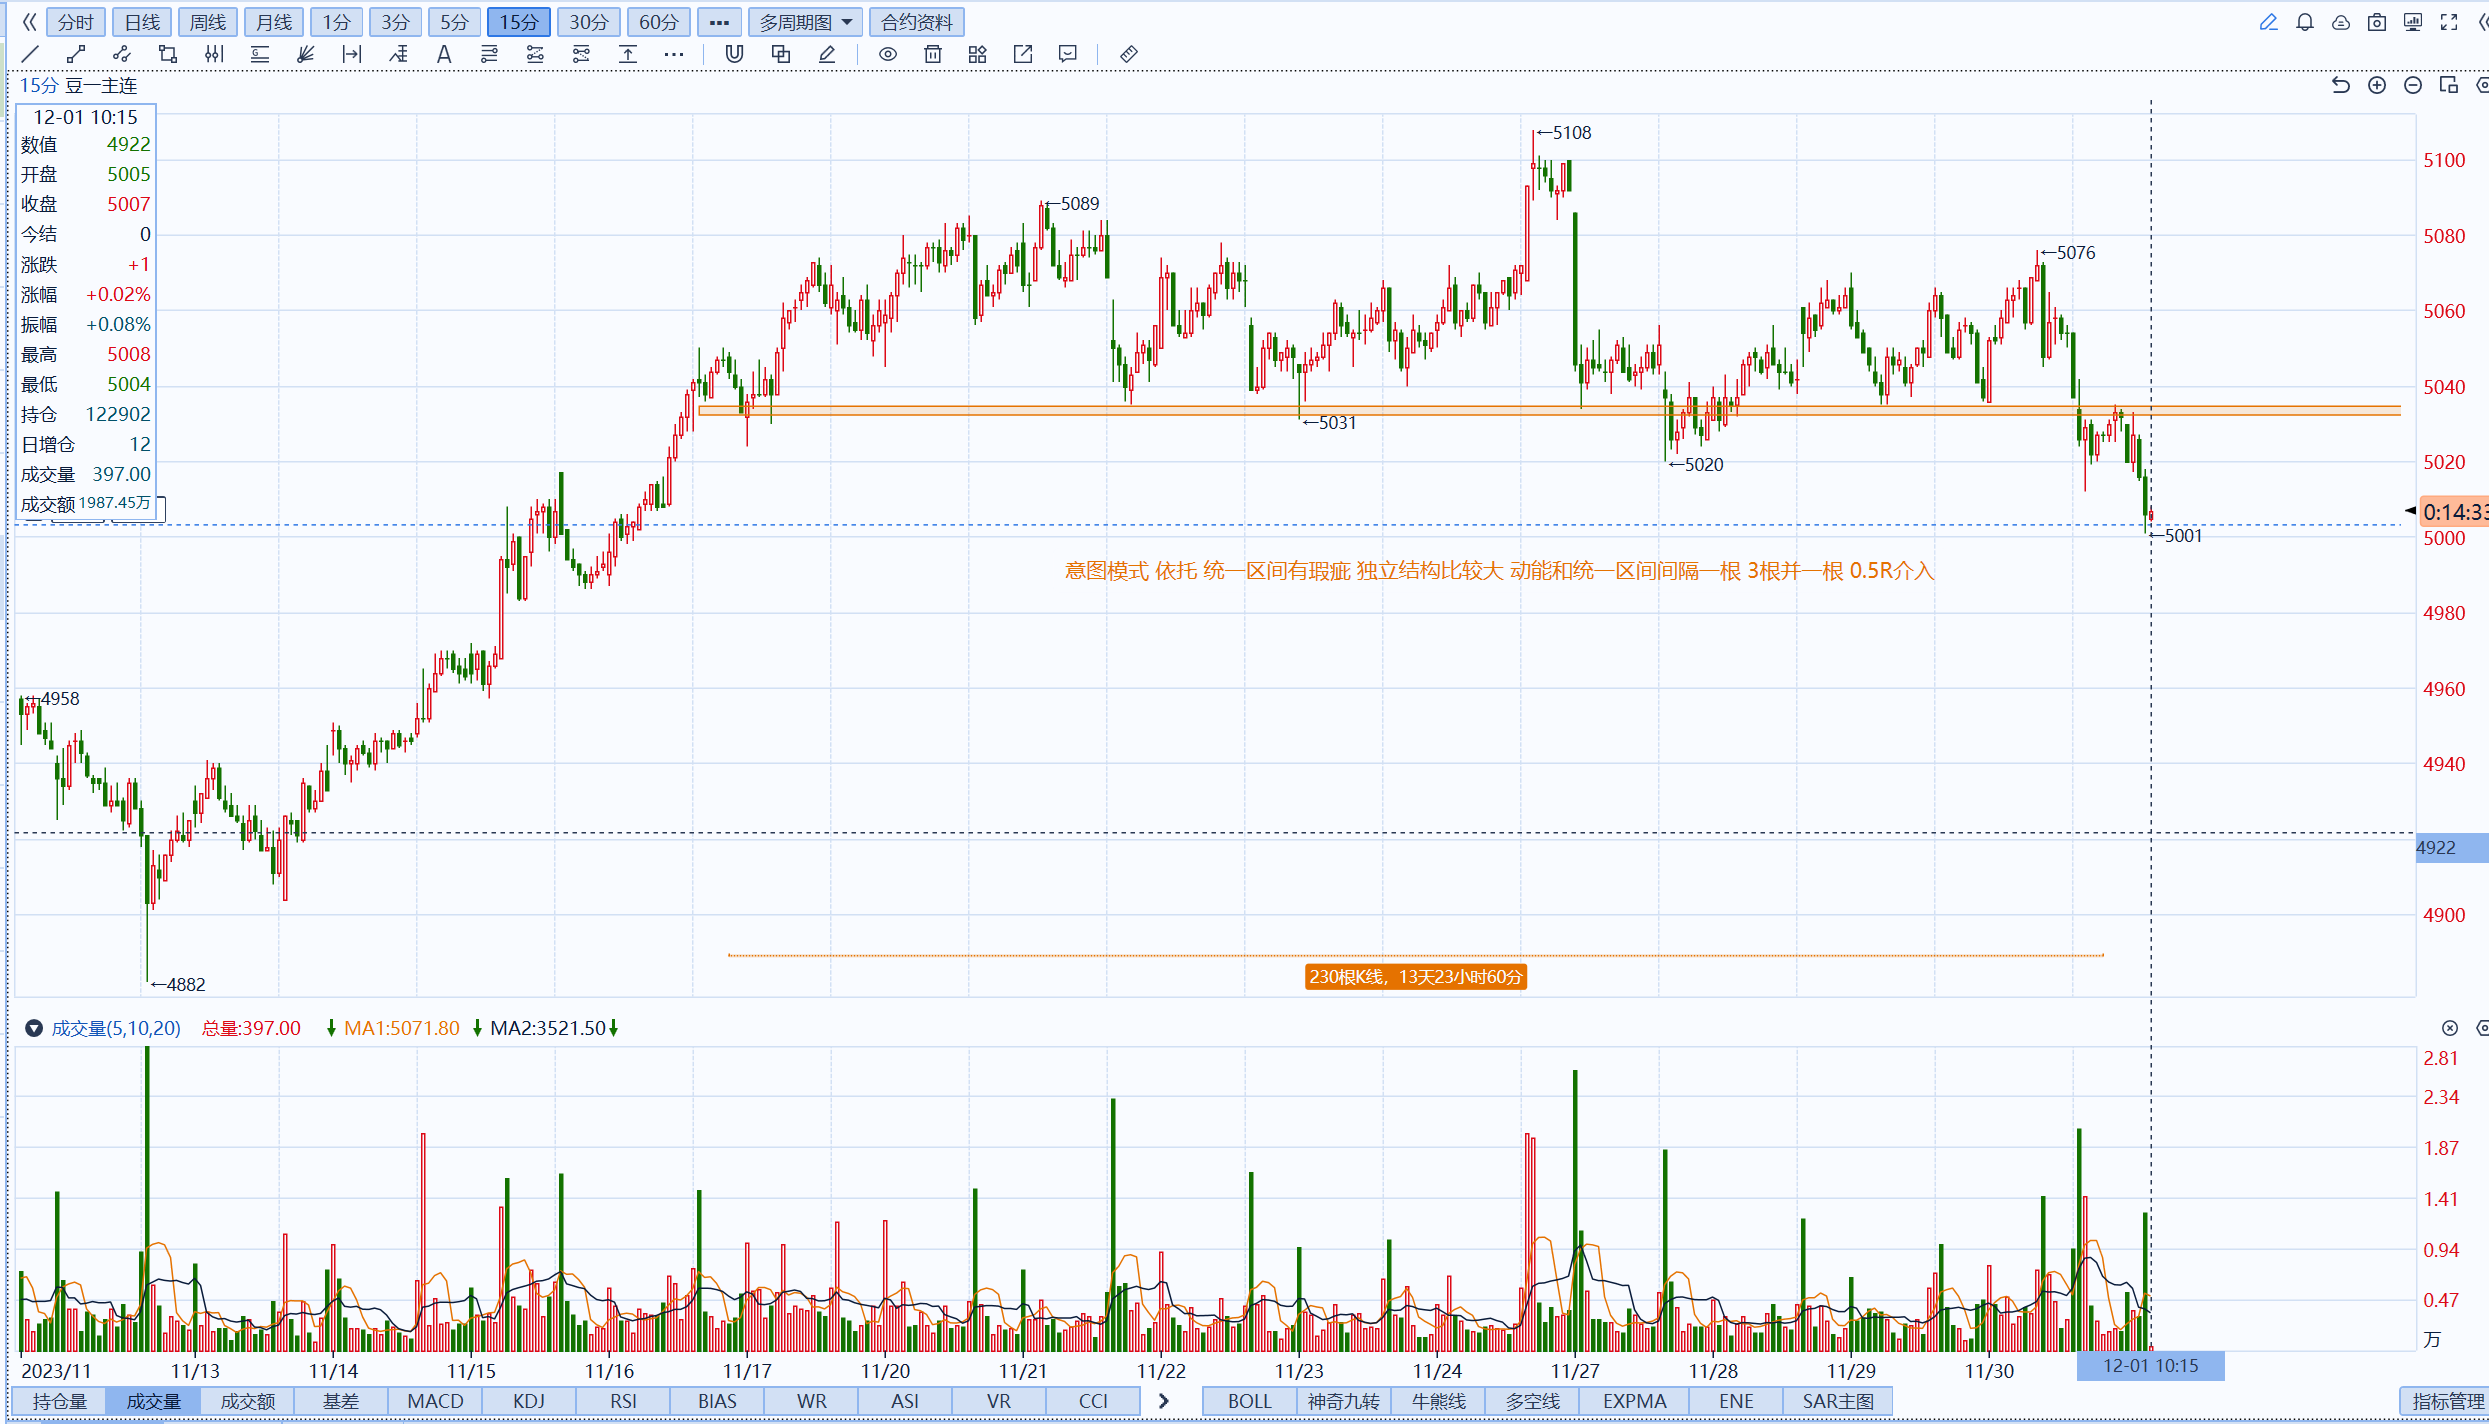 分时 日线 周线 月线 1分 3分 5分 15分 30分 60分 ••• 多周期图 合约资料
15分 豆一主连
12-01 10:15
数值 4922
开盘 5005
收盘 5007
今结 0
涨跌 +1
涨幅 +0.02%
振幅 +0.08%
最高 5008
最低 5004
持仓 122902
日增仓 12
成交量 397.00
成交额 1987.45万
←5108
←5089
←5076
←5031
←5020
←5001
←4958
←4882
5100
5080
5060
5040
5020
0:14:33
5000
4980
4960
4940
4922
4900
意图模式 依托 统一区间有瑕疵 独立结构比较大 动能和统一区间间隔一根 3根并一根 0.5R介入
230根K线，13天23小时60分
成交量(5,10,20) 总量:397.00 MA1:5071.80 MA2:3521.50
2.81
2.34
1.87
1.41
0.94
0.47
万
2023/11 11/13 11/14 11/15 11/16 11/17 11/20 11/21 11/22 11/23 11/24 11/27 11/28 11/29 11/30 12-01 10:15
持仓量 成交量 成交额 基差 MACD KDJ RSI BIAS WR ASI VR CCI BOLL 神奇九转 牛熊线 多空线 EXPMA ENE SAR主图 指标管理